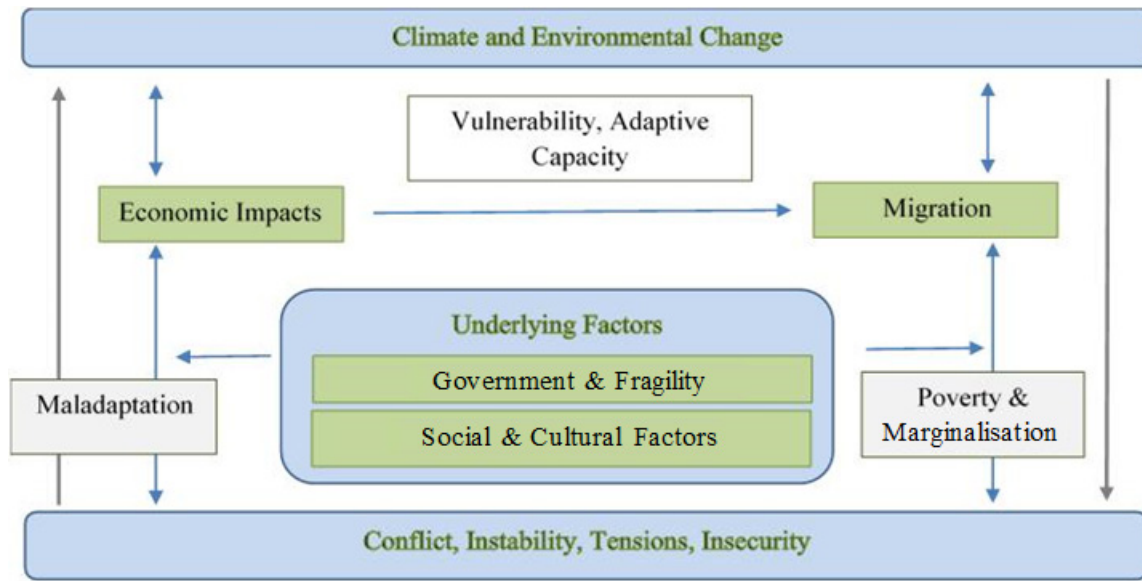 Climate and Environmental Change
Vulnerability, Adaptive
Capacity
Economic Impacts
Migration
Underlying Factors
Government & Fragility
Maladaptation
Poverty &
Marginalisation
Social & Cultural Factors
Conflict, Instability, Tensions, Insecurity